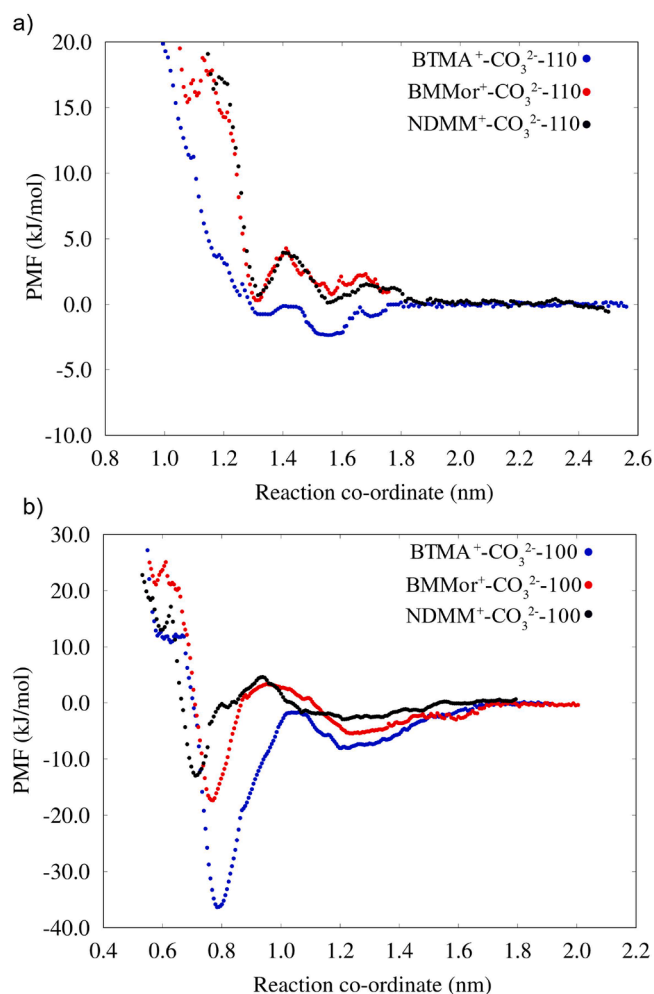 a)
20.0
15.0
10.0
5.0
0.0
-5.0
-10.0
PMF (kJ/mol)
BTMA⁺-CO₃²⁻-110
BMMor⁺-CO₃²⁻-110
NDMM⁺-CO₃²⁻-110
0.8 1.0 1.2 1.4 1.6 1.8 2.0 2.2 2.4 2.6
Reaction co-ordinate (nm)
b)
30.0
20.0
10.0
0.0
-10.0
-20.0
-30.0
-40.0
PMF (kJ/mol)
BTMA⁺-CO₃²⁻-100
BMMor⁺-CO₃²⁻-100
NDMM⁺-CO₃²⁻-100
0.4 0.6 0.8 1.0 1.2 1.4 1.6 1.8 2.0 2.2
Reaction co-ordinate (nm)